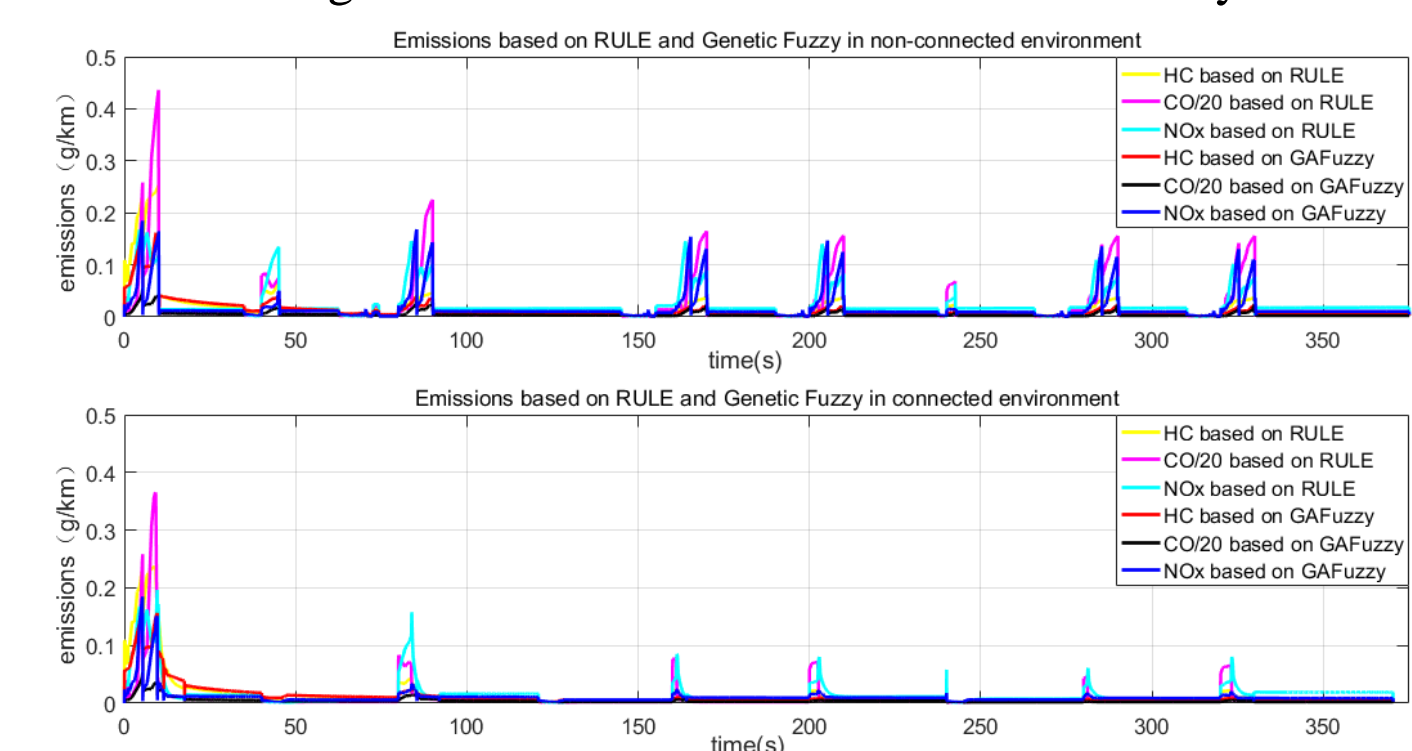 Emissions based on RULE and Genetic Fuzzy in non-connected environment
0.5
0.4
0.3
0.2
0.1
0
emissions（g/km）
HC based on RULE
CO/20 based on RULE
NOx based on RULE
HC based on GAFuzzy
CO/20 based on GAFuzzy
NOx based on GAFuzzy
0 50 100 150 200 250 300 350
time(s)
Emissions based on RULE and Genetic Fuzzy in connected environment
0.5
0.4
0.3
0.2
0.1
0
emissions（g/km）
HC based on RULE
CO/20 based on RULE
NOx based on RULE
HC based on GAFuzzy
CO/20 based on GAFuzzy
NOx based on GAFuzzy
0 50 100 150 200 250 300 350
time(s)